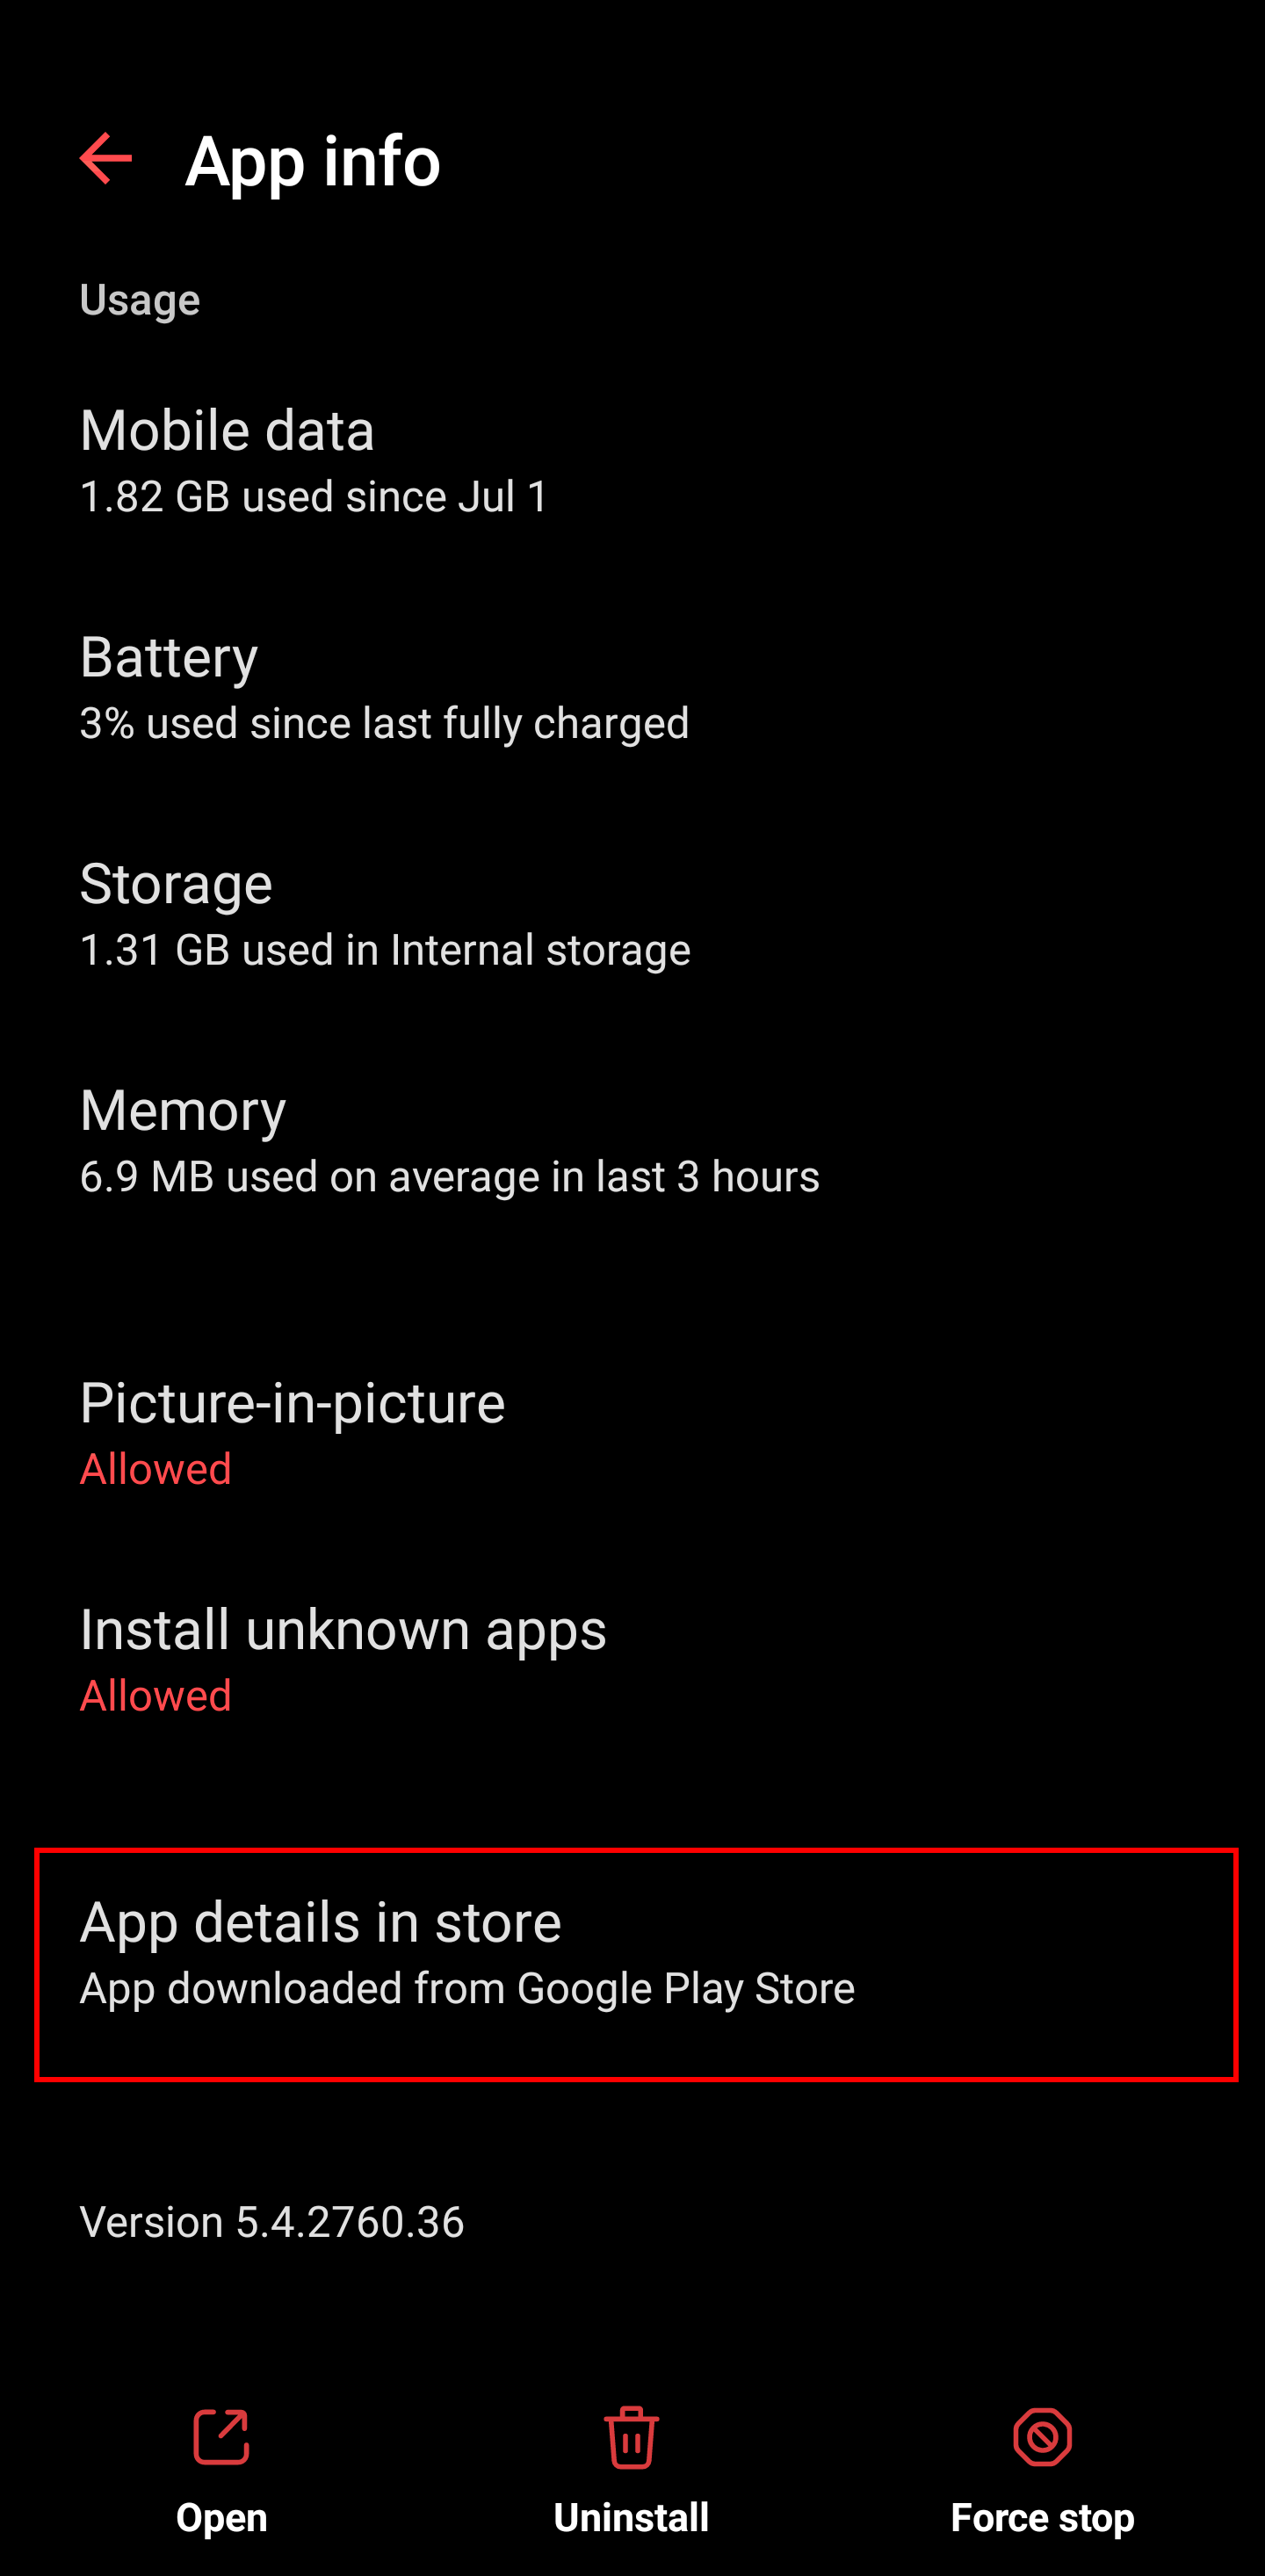 App info
Usage
Mobile data
1.82 GB used since Jul 1
Battery
3% used since last fully charged
Storage
1.31 GB used in Internal storage
Memory
6.9 MB used on average in last 3 hours
Picture-in-picture
Allowed
Install unknown apps
Allowed
App details in store
App downloaded from Google Play Store
Version 5.4.2760.36
Open Uninstall Force stop